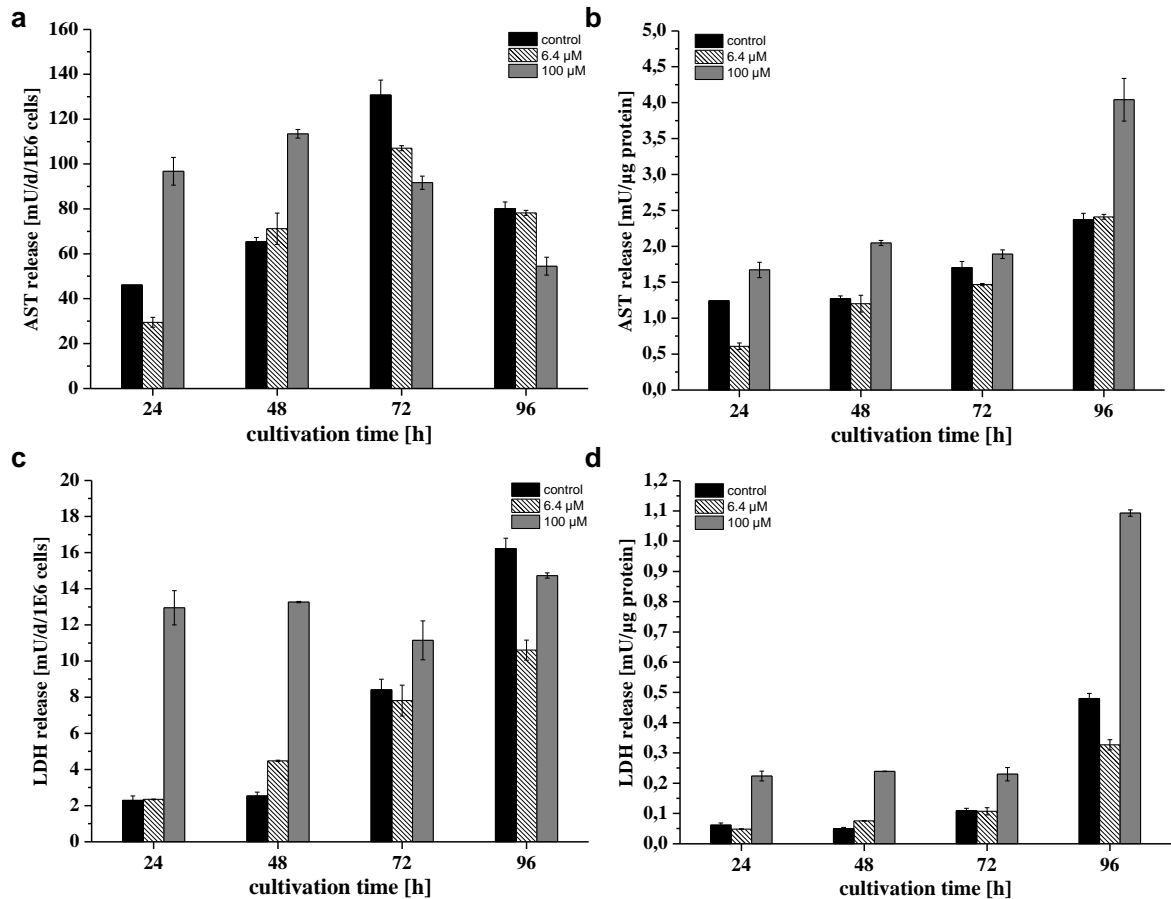 a
160
140
120
100
80
60
40
20
0
AST release [mU/d/1E6 cells]
control
6.4 µM
100 µM
24 48 72 96
cultivation time [h]
b
5,0
4,5
4,0
3,5
3,0
2,5
2,0
1,5
1,0
0,5
0,0
AST release [mU/µg protein]
control
6.4 µM
100 µM
24 48 72 96
cultivation time [h]
c
20
18
16
14
12
10
8
6
4
2
0
LDH release [mU/d/1E6 cells]
control
6.4 µM
100 µM
24 48 72 96
cultivation time [h]
d
1,2
1,1
1,0
0,9
0,8
0,7
0,6
0,5
0,4
0,3
0,2
0,1
0,0
LDH release [mU/µg protein]
control
6.4 µM
100 µM
24 48 72 96
cultivation time [h]